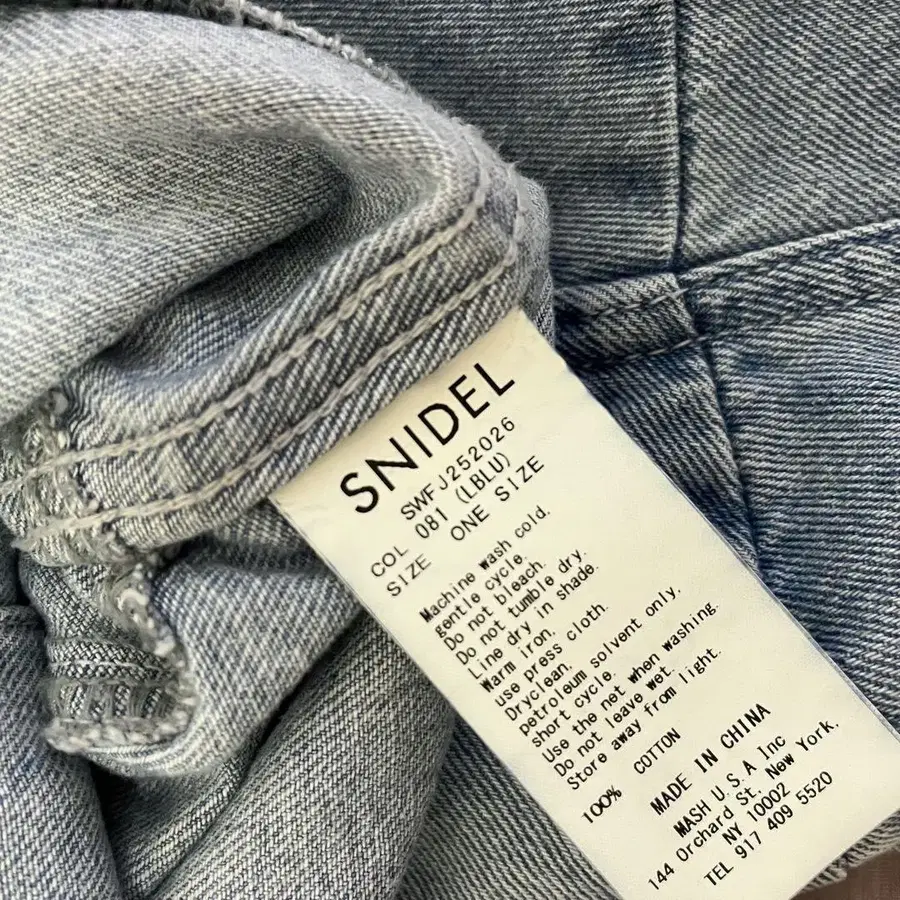 SNIDEL
SWFJ252026
COL 081 (LBLU)
SIZE ONE SIZE
Machine wash cold.
gentle cycle.
Do not bleach.
Do not tumble dry.
Line dry in shade.
Warm iron.
use press cloth.
Dryclean.
petroleum solvent only.
short cycle.
Use the net when washing.
Do not leave wet.
Store away from light.
100% COTTON
MADE IN CHINA
MASH U.S.A Inc
144 Orchard St. New York.
NY 10002
TEL 917 409 5520